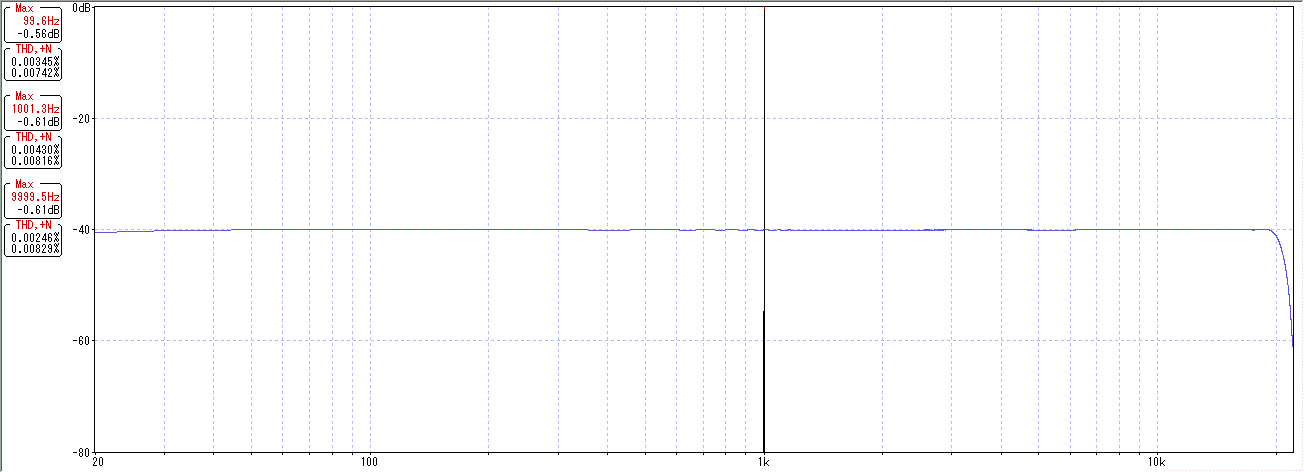 Max
99.6Hz
-0.56dB
THD,+N
0.00345%
0.00742%
Max
1001.3Hz
-0.61dB
THD,+N
0.00430%
0.00816%
Max
9999.5Hz
-0.61dB
THD,+N
0.00246%
0.00829%
0dB
-20
-40
-60
-80
20 100 1k 10k